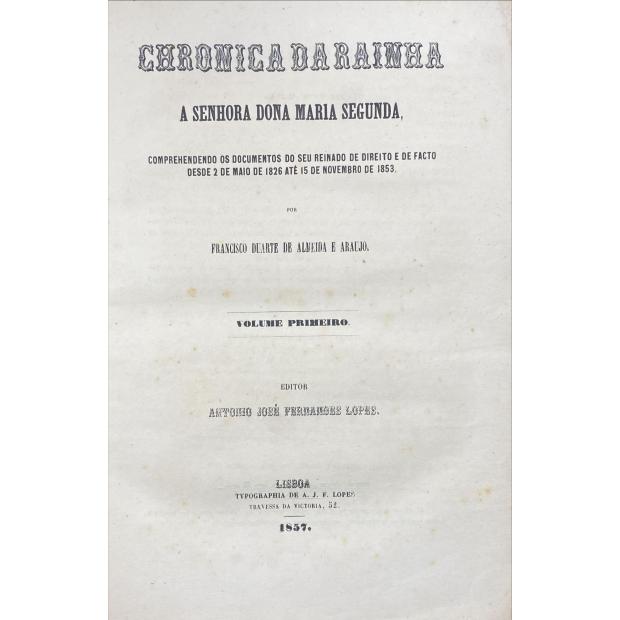 CHRONICA DA RAINHA
A SENHORA DONA MARIA SEGUNDA,
COMPREHENDENDO OS DOCUMENTOS DO SEU REINADO DE DIREITO E DE FACTO
DESDE 2 DE MAIO DE 1826 ATÉ 15 DE NOVEMBRO DE 1853,
POR
FRANCISCO DUARTE DE ALMEIDA E ARAUJO.
VOLUME PRIMEIRO.
EDITOR
ANTONIO JOSÉ FERNANDES LOPES.
LISBOA
TYPOGRAPHIA DE A. J. F. LOPES
TRAVESSA DA VICTORIA, 52.
1857.